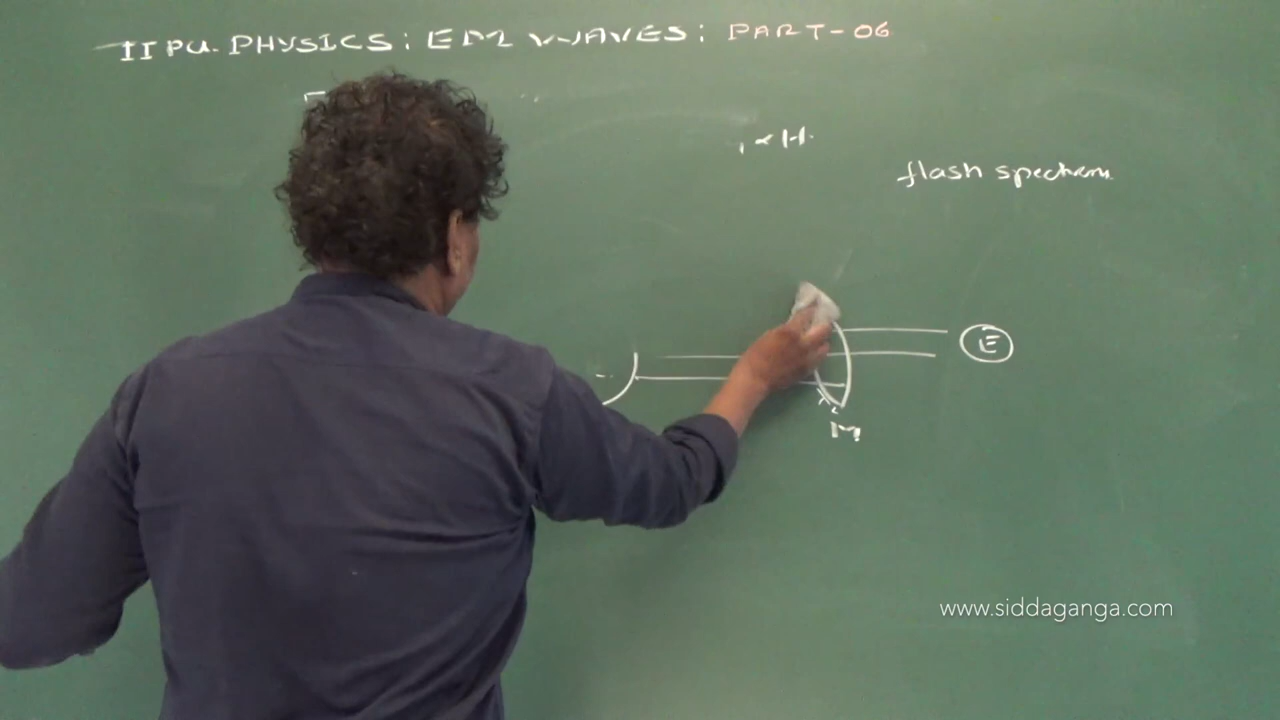 II PU. PHYSICS: EM WAVES: PART-06
flash spectrum
E
M
www.siddaganga.com